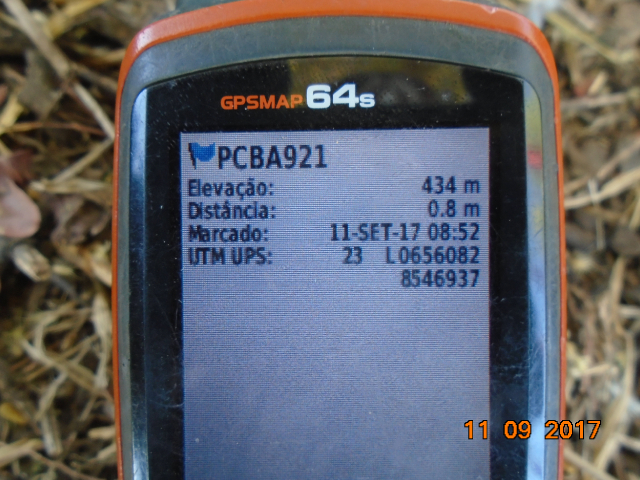 GPSMAP 64s
PCBA921
Elevação: 434 m
Distância: 0.8 m
Marcado: 11-SET-17 08:52
UTM UPS: 23 L0656082
8546937
11 09 2017